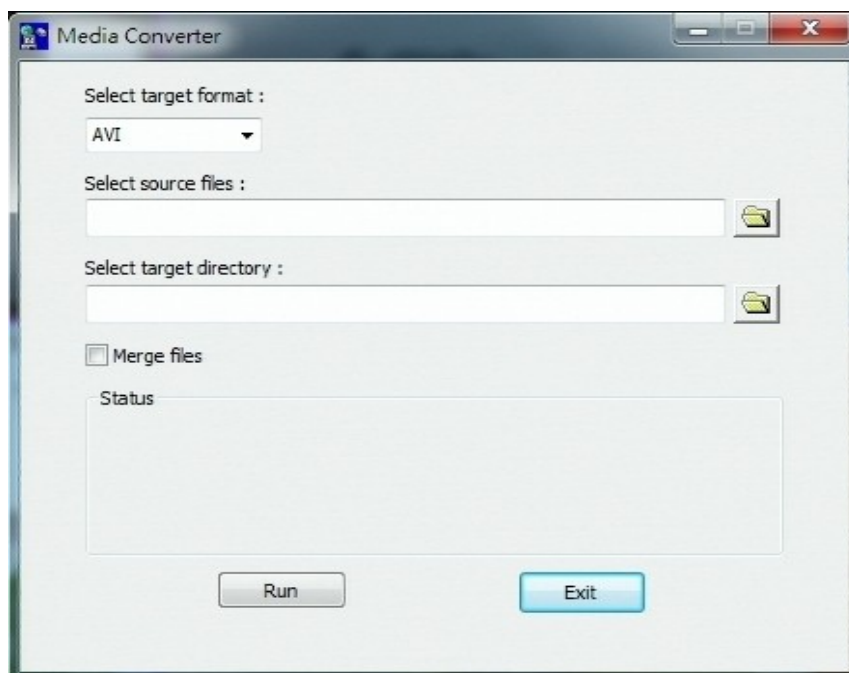 Media Converter
Select target format :
AVI
Select source files :
Select target directory :
Merge files
Status
Run
Exit